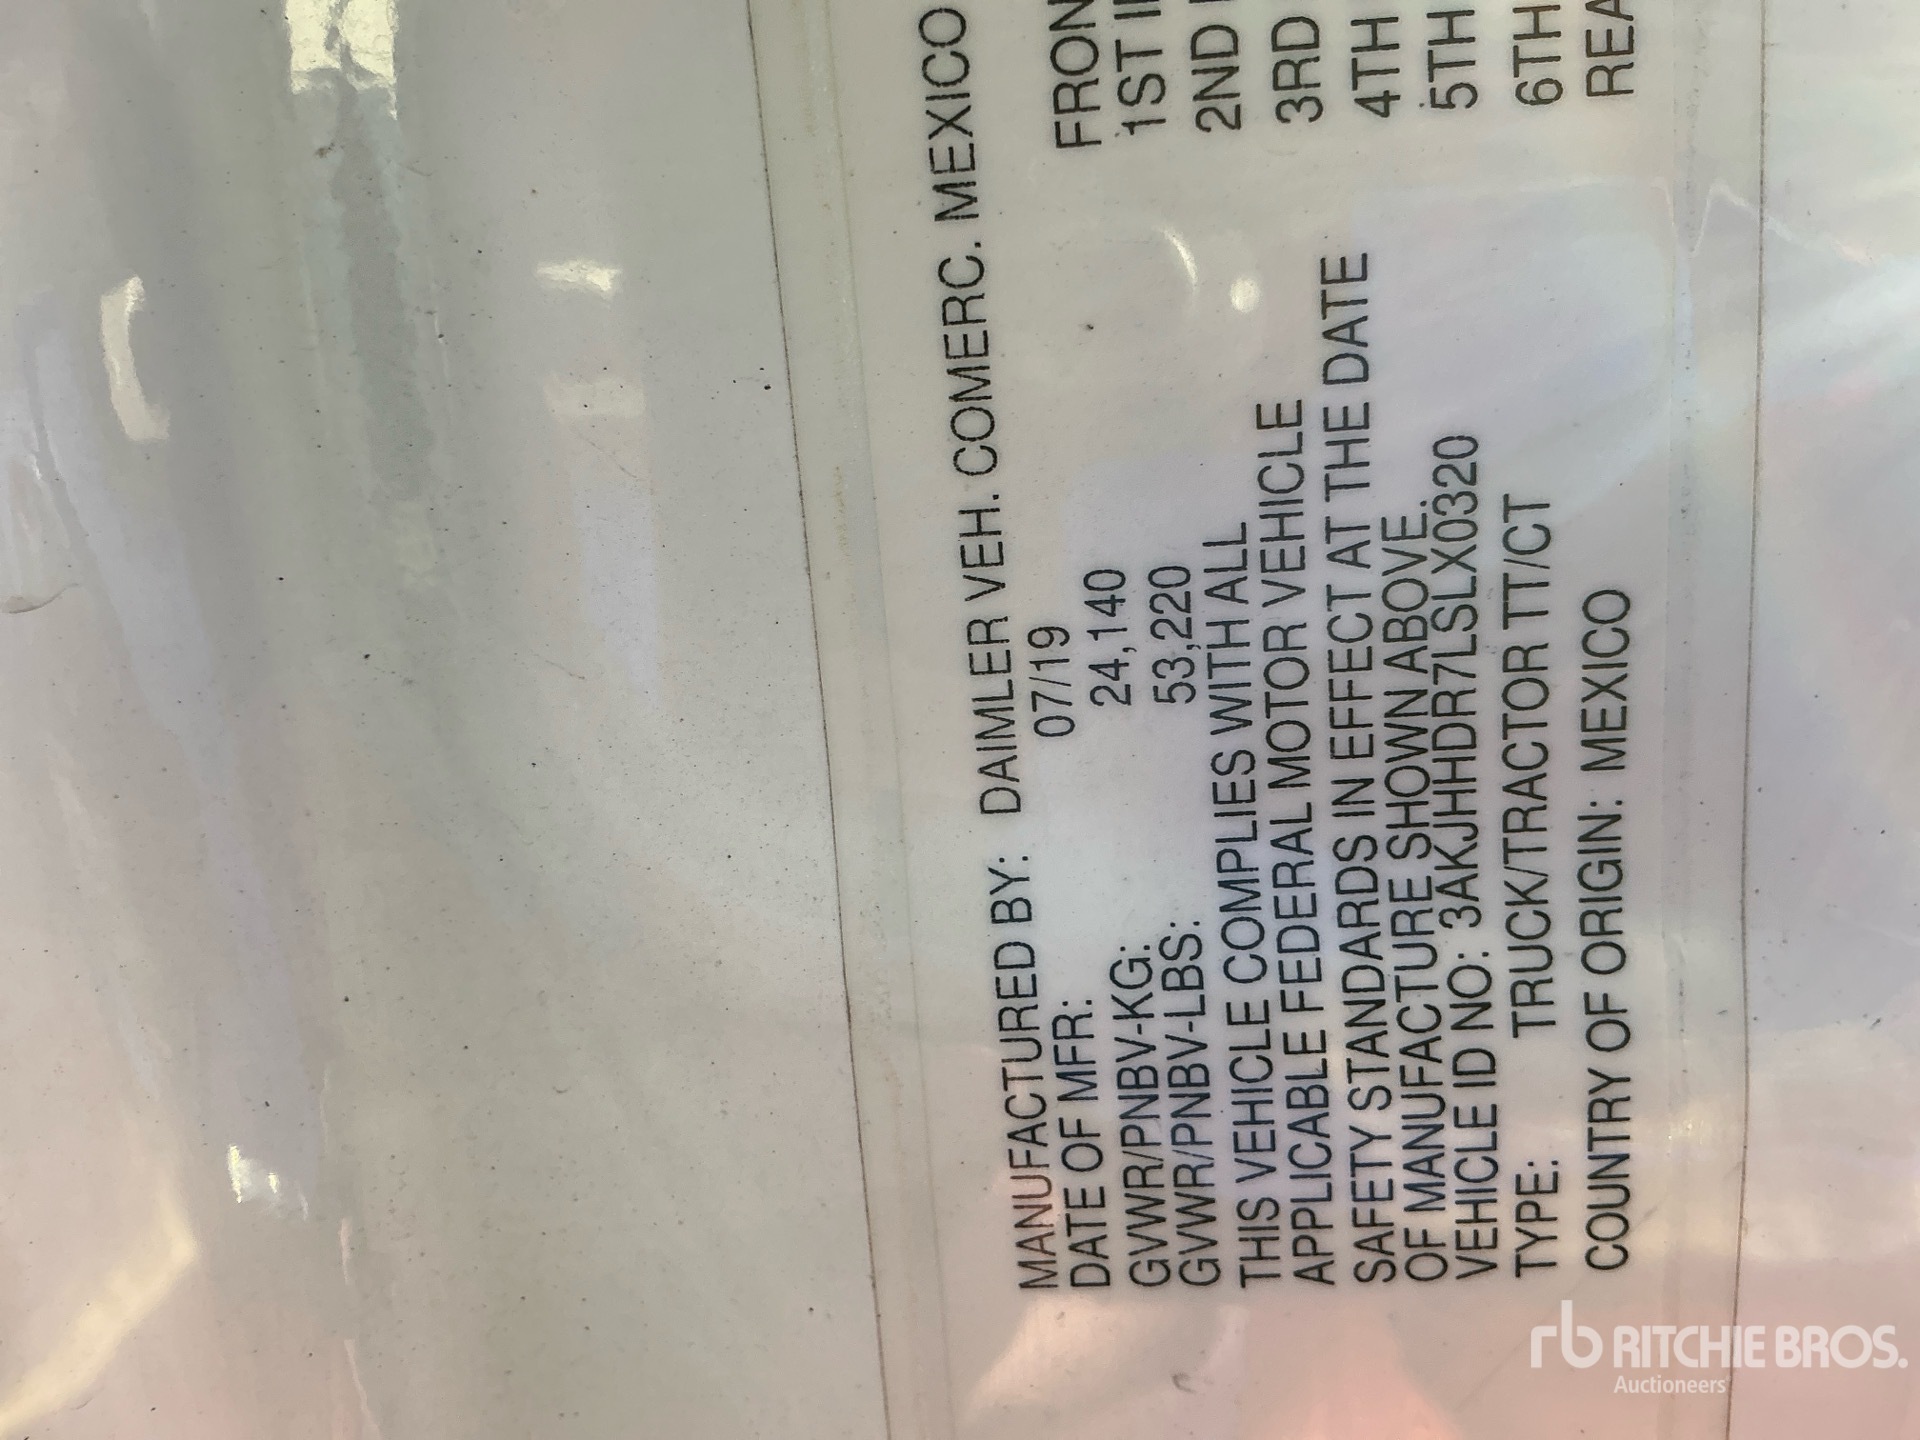 MANUFACTURED BY: DAIMLER VEH. COMERC. MEXICO
DATE OF MFR: 07/19
GVWR/PNBV-KG: 24,140
GVWR/PNBV-LBS: 53,220
THIS VEHICLE COMPLIES WITH ALL
APPLICABLE FEDERAL MOTOR VEHICLE
SAFETY STANDARDS IN EFFECT AT THE DATE
OF MANUFACTURE SHOWN ABOVE.
VEHICLE ID NO: 3AKJHHDR7LSLX0320
TYPE: TRUCK/TRACTOR TT/CT
COUNTRY OF ORIGIN: MEXICO
FRON
1ST I
2ND
3RD
4TH
5TH
6TH
REA
rb RITCHIE BROS.
Auctioneers